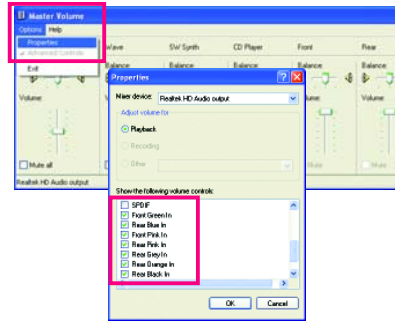 Master Volume
Options Help
Properties
Advanced Controls
Exit
Wave
SW Synth
CD Player
Front
Rear
Balance:
Balance:
Balance:
Balance:
Balance:
Volume:
Mute all
Mute
Mute
Realtek HD Audio output
Properties
Mixer device: Realtek HD Audio output
Adjust volume for
Playback
Recording
Other
Show the following volume controls:
SPDIF
Front Green In
Rear Blue In
Front Pink In
Rear Pink In
Rear Grey In
Rear Orange In
Rear Black In
OK Cancel